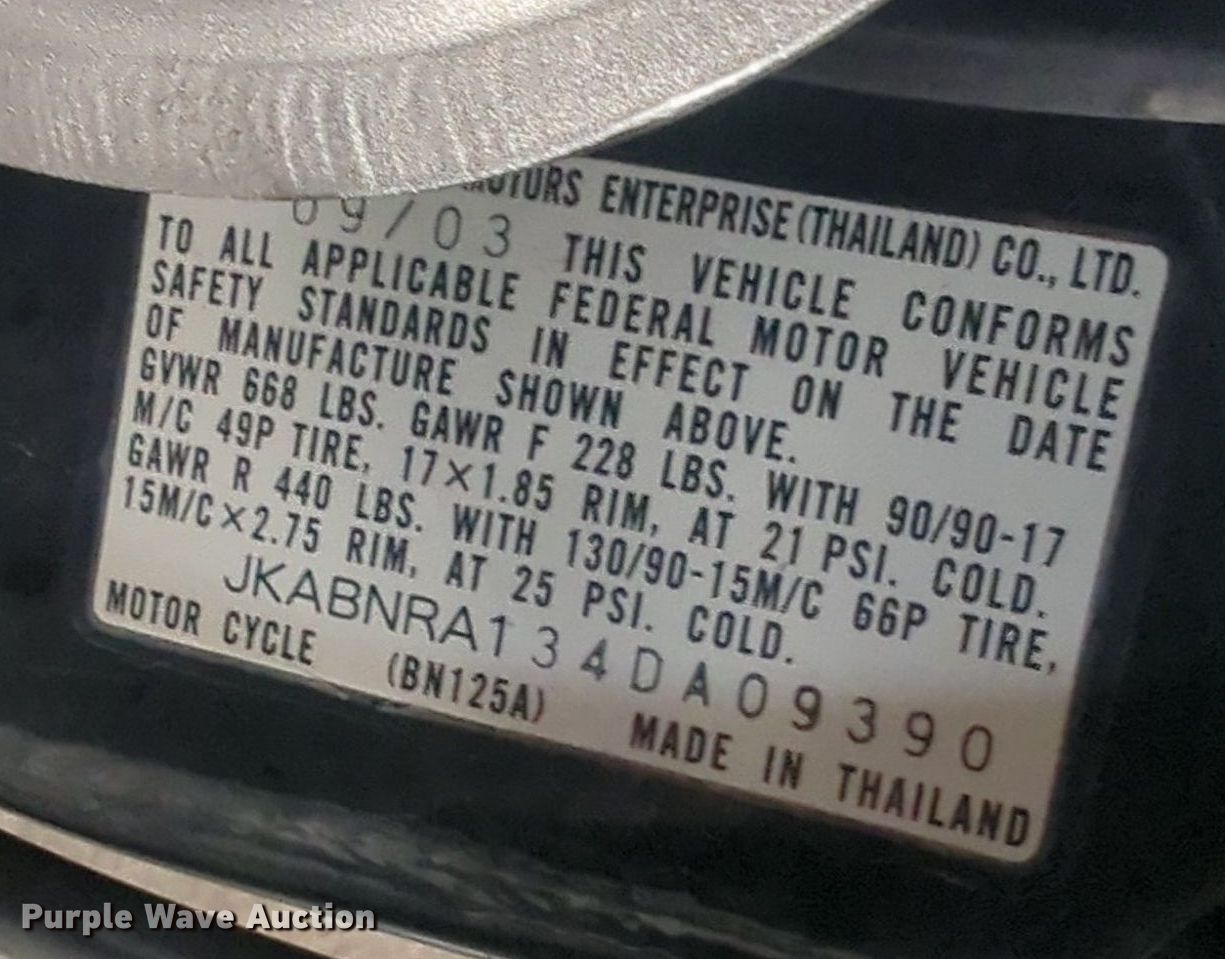 MOTORS ENTERPRISE (THAILAND) CO., LTD.
09/03 THIS VEHICLE CONFORMS
TO ALL APPLICABLE FEDERAL MOTOR VEHICLE
SAFETY STANDARDS IN EFFECT ON THE DATE
OF MANUFACTURE SHOWN ABOVE.
GVWR 668 LBS. GAWR F 228 LBS. WITH 90/90-17
M/C 49P TIRE, 17×1.85 RIM, AT 21 PSI. COLD.
GAWR R 440 LBS. WITH 130/90-15M/C 66P TIRE,
15M/C×2.75 RIM, AT 25 PSI. COLD.
JKABNRA134DA09390
MOTOR CYCLE (BN125A) MADE IN THAILAND
Purple Wave Auction